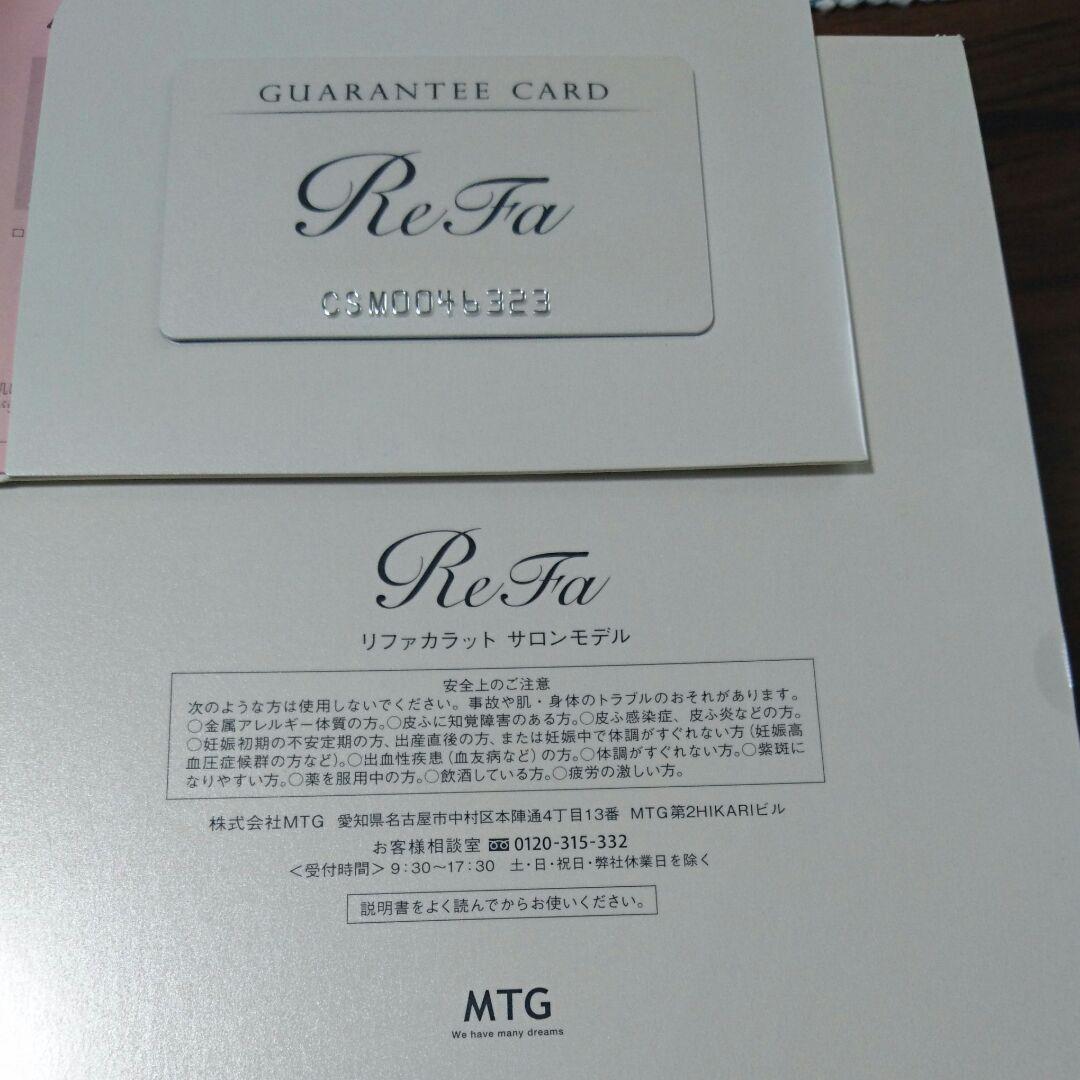 GUARANTEE CARD
ReFa
CSM0046323
ロ
ReFa
リファカラット サロンモデル
安全上のご注意
次のような方は使用しないでください。事故や肌・身体のトラブルのおそれがあります。
○金属アレルギー体質の方。○皮ふに知覚障害のある方。○皮ふ感染症、皮ふ炎などの方。
○妊娠初期の不安定期の方、出産直後の方、または妊娠中で体調がすぐれない方（妊娠高
血圧症候群の方など）。○出血性疾患（血友病など）の方。○体調がすぐれない方。○紫斑に
なりやすい方。○薬を服用中の方。○飲酒している方。○疲労の激しい方。
株式会社MTG 愛知県名古屋市中村区本陣通4丁目13番 MTG第2HIKARIビル
お客様相談室 0120-315-332
＜受付時間＞9:30～17:30 土・日・祝日・弊社休業日を除く
説明書をよく読んでからお使いください。
MTG
We have many dreams